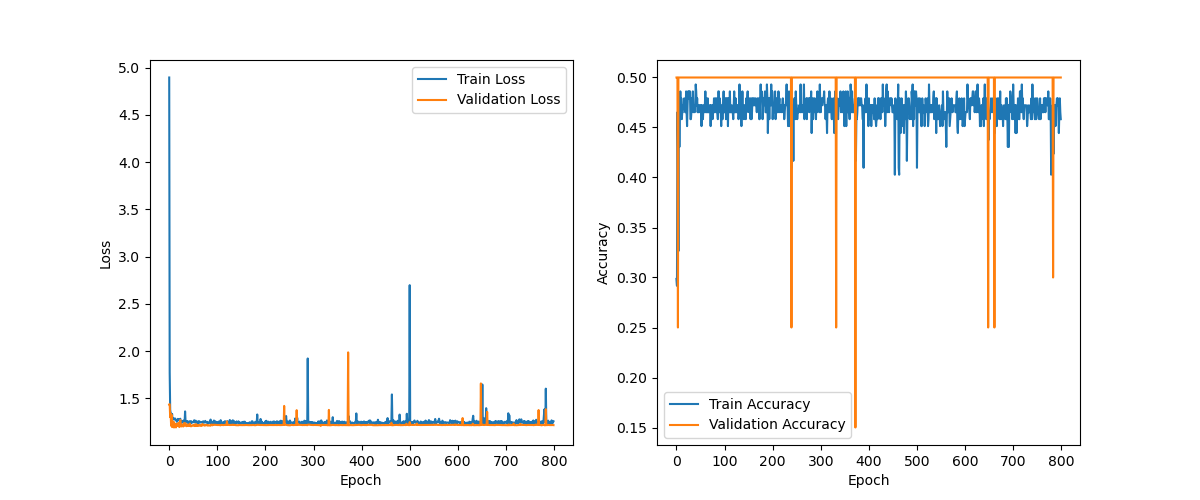 5.0
4.5
4.0
3.5
3.0
2.5
2.0
1.5
Loss
0 100 200 300 400 500 600 700 800
Epoch
Train Loss
Validation Loss
0.50
0.45
0.40
0.35
0.30
0.25
0.20
0.15
Accuracy
0 100 200 300 400 500 600 700 800
Epoch
Train Accuracy
Validation Accuracy